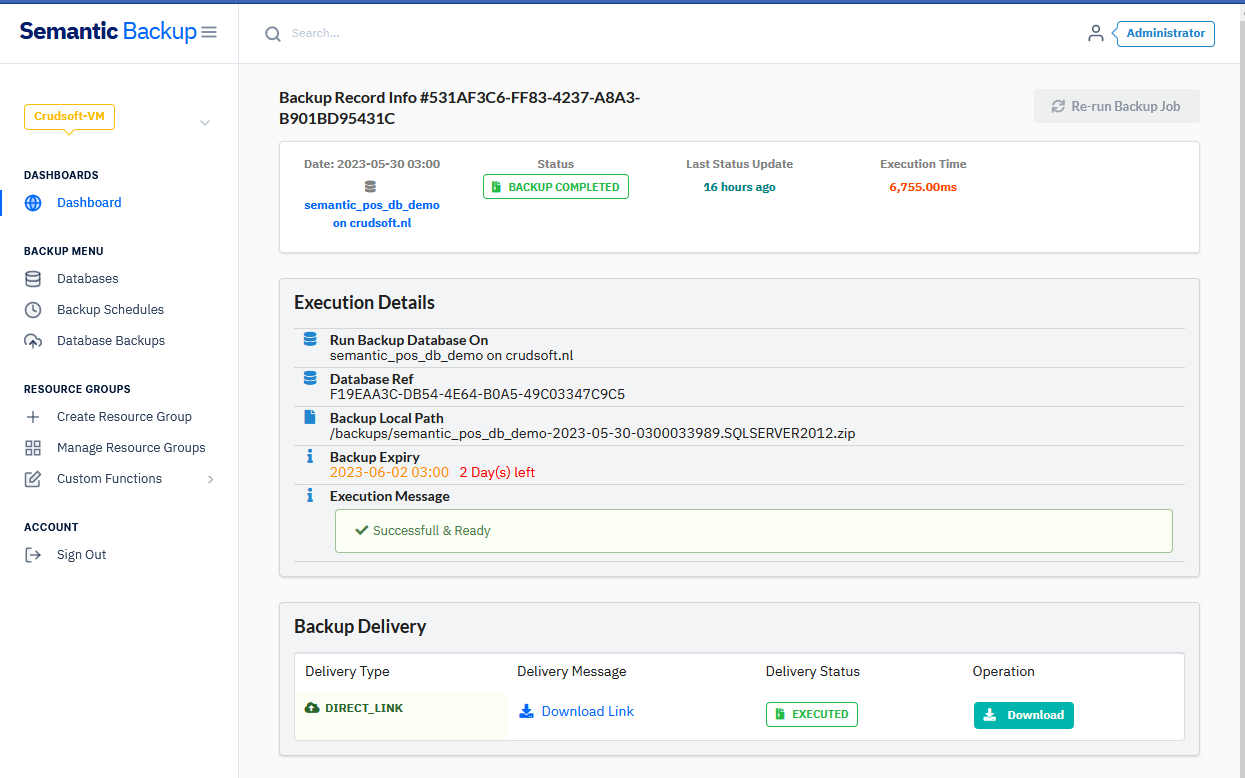 Semantic Backup
Search...
Administrator
Crudsoft-VM
DASHBOARDS
Dashboard
BACKUP MENU
Databases
Backup Schedules
Database Backups
RESOURCE GROUPS
Create Resource Group
Manage Resource Groups
Custom Functions
ACCOUNT
Sign Out
Backup Record Info #531AF3C6-FF83-4237-A8A3-
B901BD95431C
Re-run Backup Job
Date: 2023-05-30 03:00
semantic_pos_db_demo
on crudsoft.nl
Status
BACKUP COMPLETED
Last Status Update
16 hours ago
Execution Time
6,755.00ms
Execution Details
Run Backup Database On
semantic_pos_db_demo on crudsoft.nl
Database Ref
F19EAA3C-DB54-4E64-B0A5-49C03347C9C5
Backup Local Path
/backups/semantic_pos_db_demo-2023-05-30-0300033989.SQLSERVER2012.zip
Backup Expiry
2023-06-02 03:00 2 Day(s) left
Execution Message
Successfull & Ready
Backup Delivery
Delivery Type Delivery Message Delivery Status Operation
DIRECT_LINK Download Link EXECUTED Download